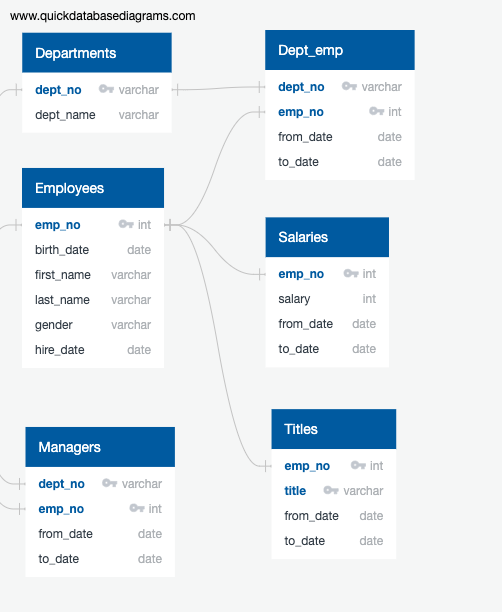 www.quickdatabasediagrams.com
Departments
dept_no varchar
dept_name varchar
Employees
emp_no int
birth_date date
first_name varchar
last_name varchar
gender varchar
hire_date date
Managers
dept_no varchar
emp_no int
from_date date
to_date date
Dept_emp
dept_no varchar
emp_no int
from_date date
to_date date
Salaries
emp_no int
salary int
from_date date
to_date date
Titles
emp_no int
title varchar
from_date date
to_date date